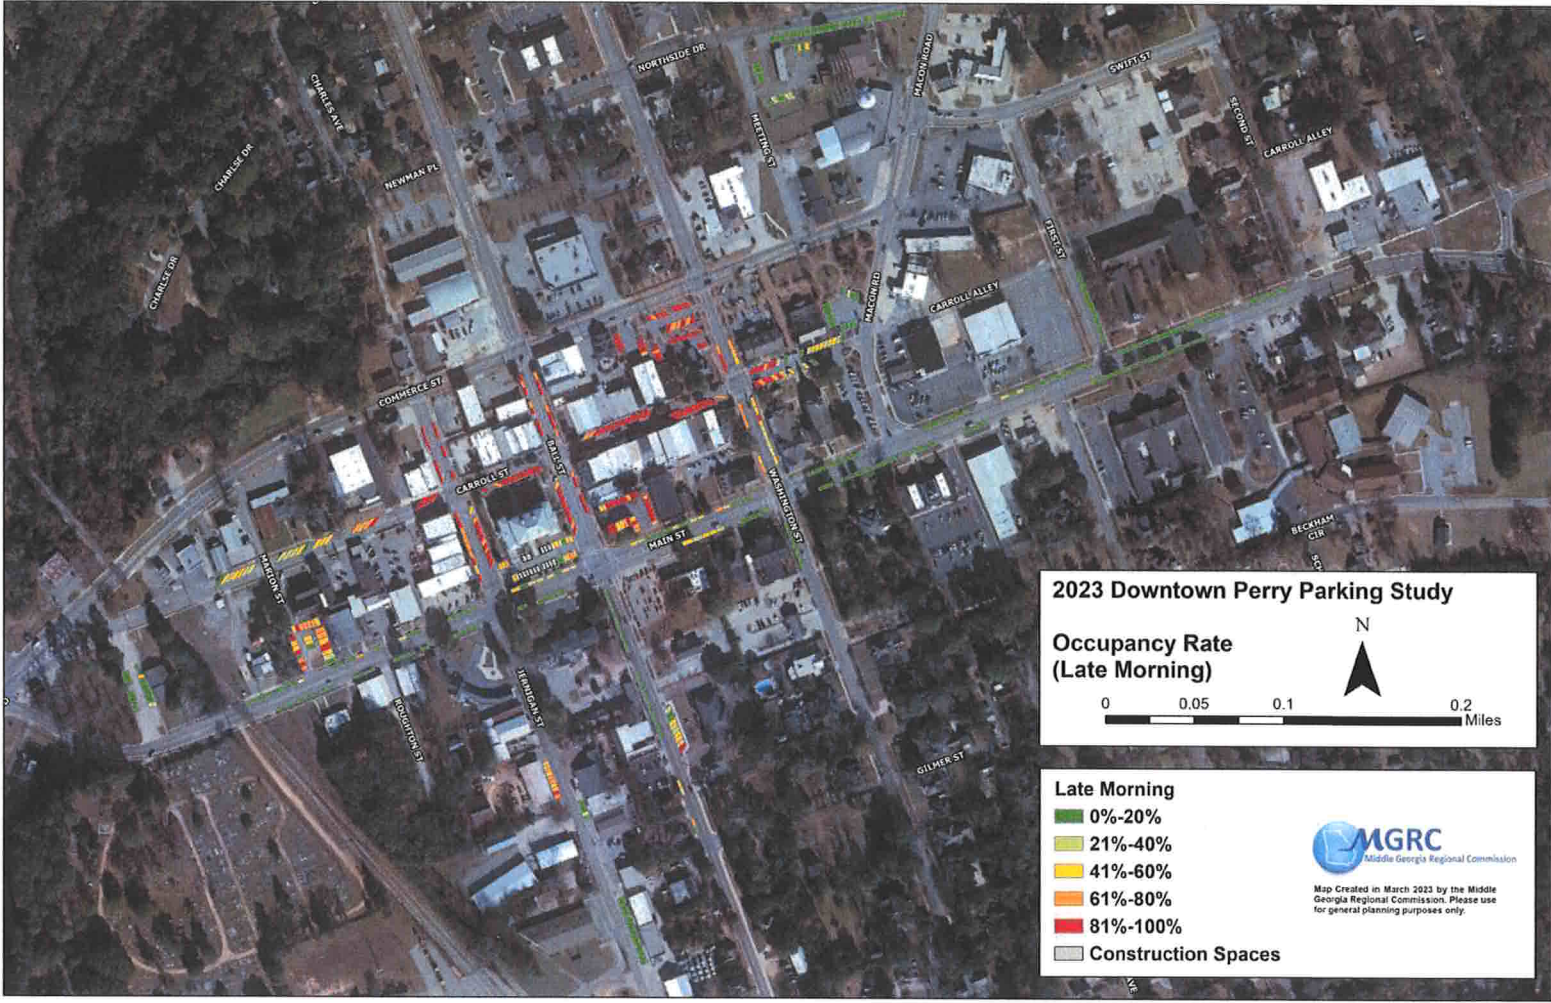 NORTHSIDE DR
MACON ROAD
SWIFT ST
CHARLES AVE
MEETING ST
SECOND ST
CARROLL ALLEY
CHARLSE DR
NEWMAN PL
FIRST ST
CHARLSE DR
MACON RD
CARROLL ALLEY
COMMERCE ST
BALL ST
CARROLL ST
WASHINGTON ST
MAIN ST
BECKHAM
CIR
MARION ST
JERNIGAN ST
ROUGHTON ST
GILMER ST
2023 Downtown Perry Parking Study
Occupancy Rate
(Late Morning)
N
0 0.05 0.1 0.2
Miles
Late Morning
0%-20%
21%-40%
41%-60%
61%-80%
81%-100%
Construction Spaces
MGRC
Middle Georgia Regional Commission
Map Created in March 2023 by the Middle
Georgia Regional Commission. Please use
for general planning purposes only.